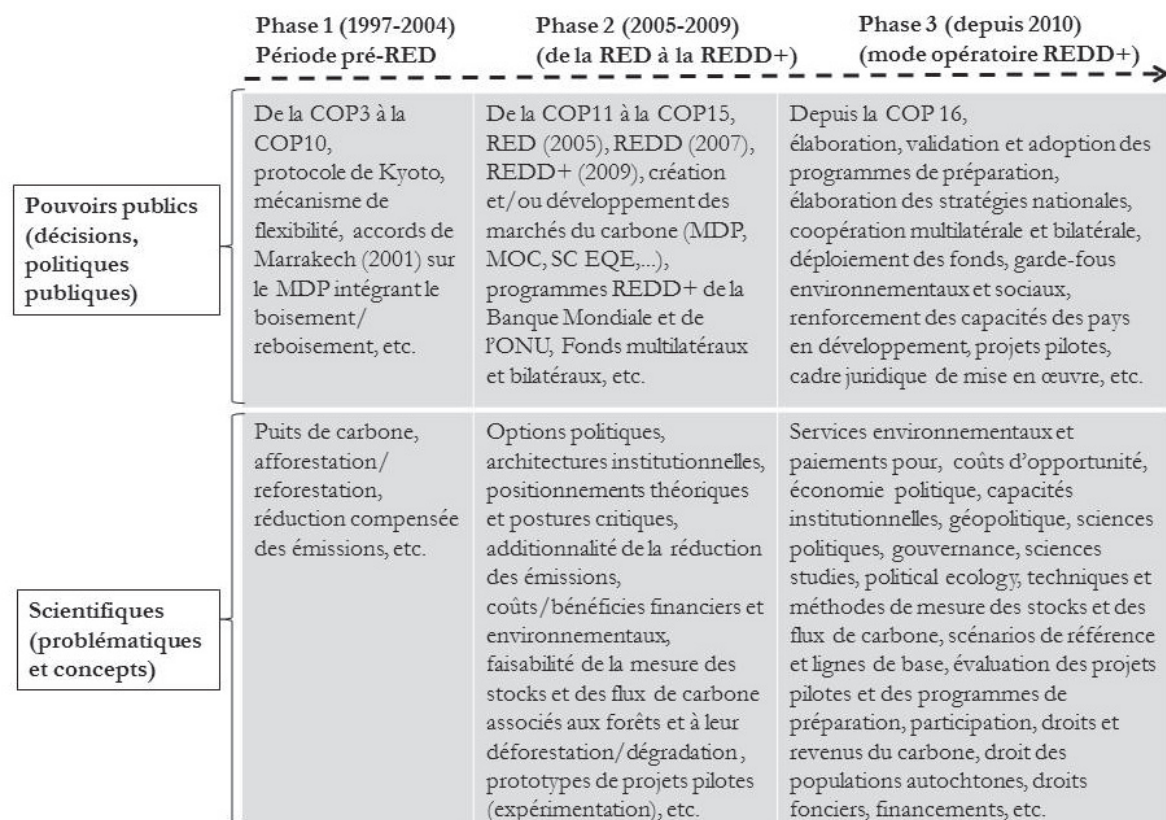 Phase 1 (1997-2004)
Période pré-RED
Phase 2 (2005-2009)
(de la RED à la REDD+)
Phase 3 (depuis 2010)
(mode opératoire REDD+)
Pouvoirs publics
(décisions,
politiques
publiques)
De la COP3 à la
COP10,
protocole de Kyoto,
mécanisme de
flexibilité, accords de
Marrakech (2001) sur
le MDP intégrant le
boisement/
reboisement, etc.
De la COP11 à la COP15,
RED (2005), REDD (2007),
REDD+ (2009), création
et/ou développement des
marchés du carbone (MDP,
MOC, SC EQE,...),
programmes REDD+ de la
Banque Mondiale et de
l'ONU, Fonds multilatéraux
et bilatéraux, etc.
Depuis la COP 16,
élaboration, validation et adoption des
programmes de préparation,
élaboration des stratégies nationales,
coopération multilatérale et bilatérale,
déploiement des fonds, garde-fous
environnementaux et sociaux,
renforcement des capacités des pays
en développement, projets pilotes,
cadre juridique de mise en œuvre, etc.
Scientifiques
(problématiques
et concepts)
Puits de carbone,
afforestation/
reforestation,
réduction compensée
des émissions, etc.
Options politiques,
architectures institutionnelles,
positionnements théoriques
et postures critiques,
additionnalité de la réduction
des émissions,
coûts/bénéficies financiers et
environnementaux,
faisabilité de la mesure des
stocks et des flux de carbone
associés aux forêts et à leur
déforestation/dégradation,
prototypes de projets pilotes
(expérimentation), etc.
Services environnementaux et
paiements pour, coûts d'opportunité,
économie politique, capacités
institutionnelles, géopolitique, sciences
politiques, gouvernance, sciences
studies, political ecology, techniques et
méthodes de mesure des stocks et des
flux de carbone, scénarios de référence
et lignes de base, évaluation des projets
pilotes et des programmes de
préparation, participation, droits et
revenus du carbone, droit des
populations autochtones, droits
fonciers, financements, etc.